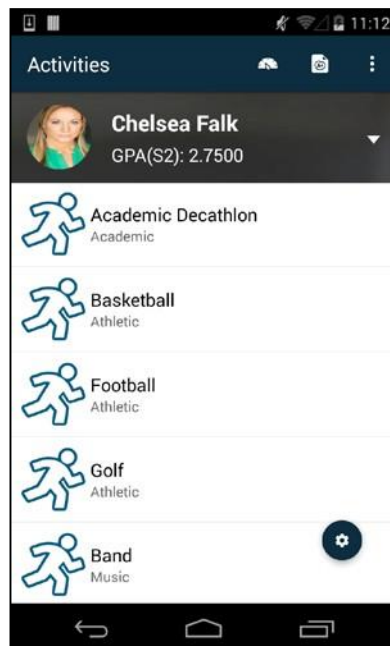 11:12
Activities
Chelsea Falk
GPA(S2): 2.7500
Academic Decathlon
Academic
Basketball
Athletic
Football
Athletic
Golf
Athletic
Band
Music